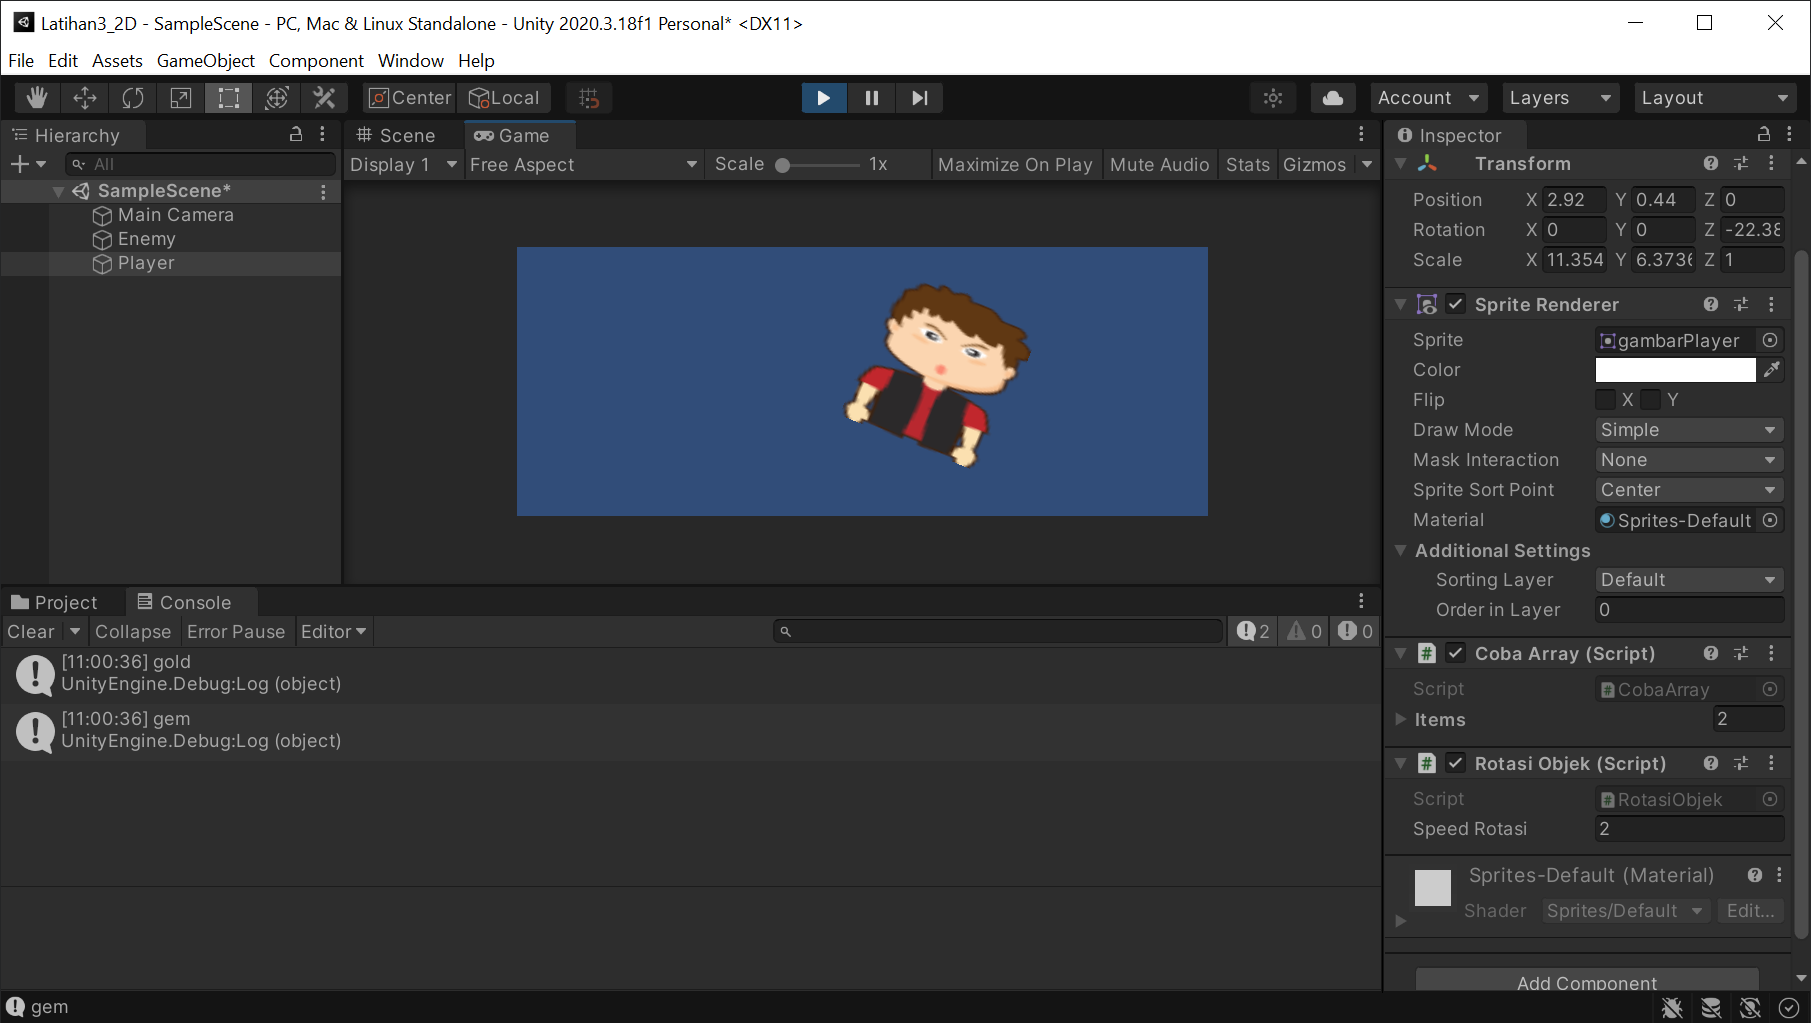 Latihan3_2D - SampleScene - PC, Mac & Linux Standalone - Unity 2020.3.18f1 Personal* <DX11>
File Edit Assets GameObject Component Window Help
Center Local Account Layers Layout
Hierarchy
All
SampleScene*
Main Camera
Enemy
Player
Scene Game
Display 1 Free Aspect Scale 1x Maximize On Play Mute Audio Stats Gizmos
Inspector
Transform
Position X 2.92 Y 0.44 Z 0
Rotation X 0 Y 0 Z -22.38
Scale X 11.354 Y 6.3736 Z 1
Sprite Renderer
Sprite gambarPlayer
Color
Flip X Y
Draw Mode Simple
Mask Interaction None
Sprite Sort Point Center
Material Sprites-Default
Additional Settings
Sorting Layer Default
Order in Layer 0
# Coba Array (Script)
Script # CobaArray
Items 2
# Rotasi Objek (Script)
Script # RotasiObjek
Speed Rotasi 2
Sprites-Default (Material)
Shader Sprites/Default Edit...
Add Component
Project Console
Clear Collapse Error Pause Editor 2 0 0
[11:00:36] gold
UnityEngine.Debug:Log (object)
[11:00:36] gem
UnityEngine.Debug:Log (object)
gem